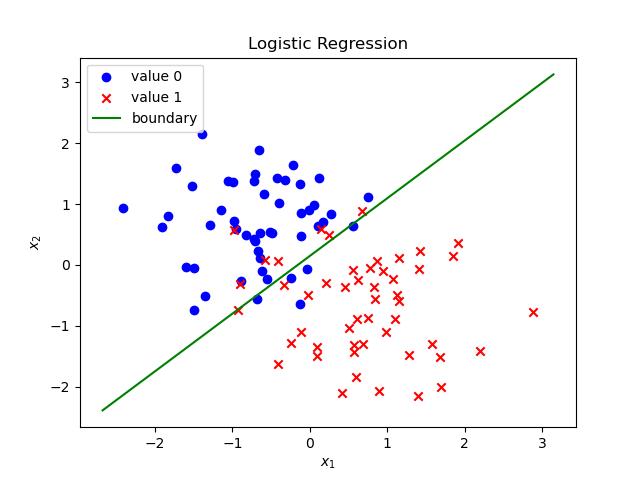 Logistic Regression
value 0
value 1
boundary
3
2
1
0
−1
−2
x₂
−2
−1
0
1
2
3
x₁